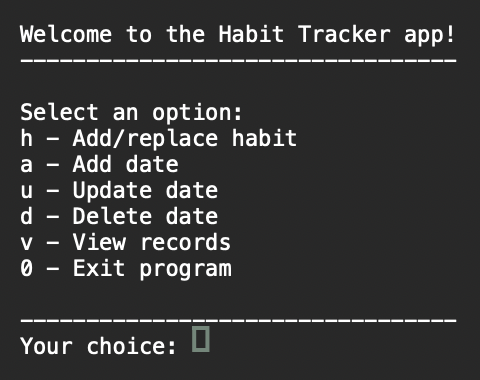 Welcome to the Habit Tracker app!
---------------------------------
Select an option:
h - Add/replace habit
a - Add date
u - Update date
d - Delete date
v - View records
0 - Exit program
---------------------------------
Your choice: